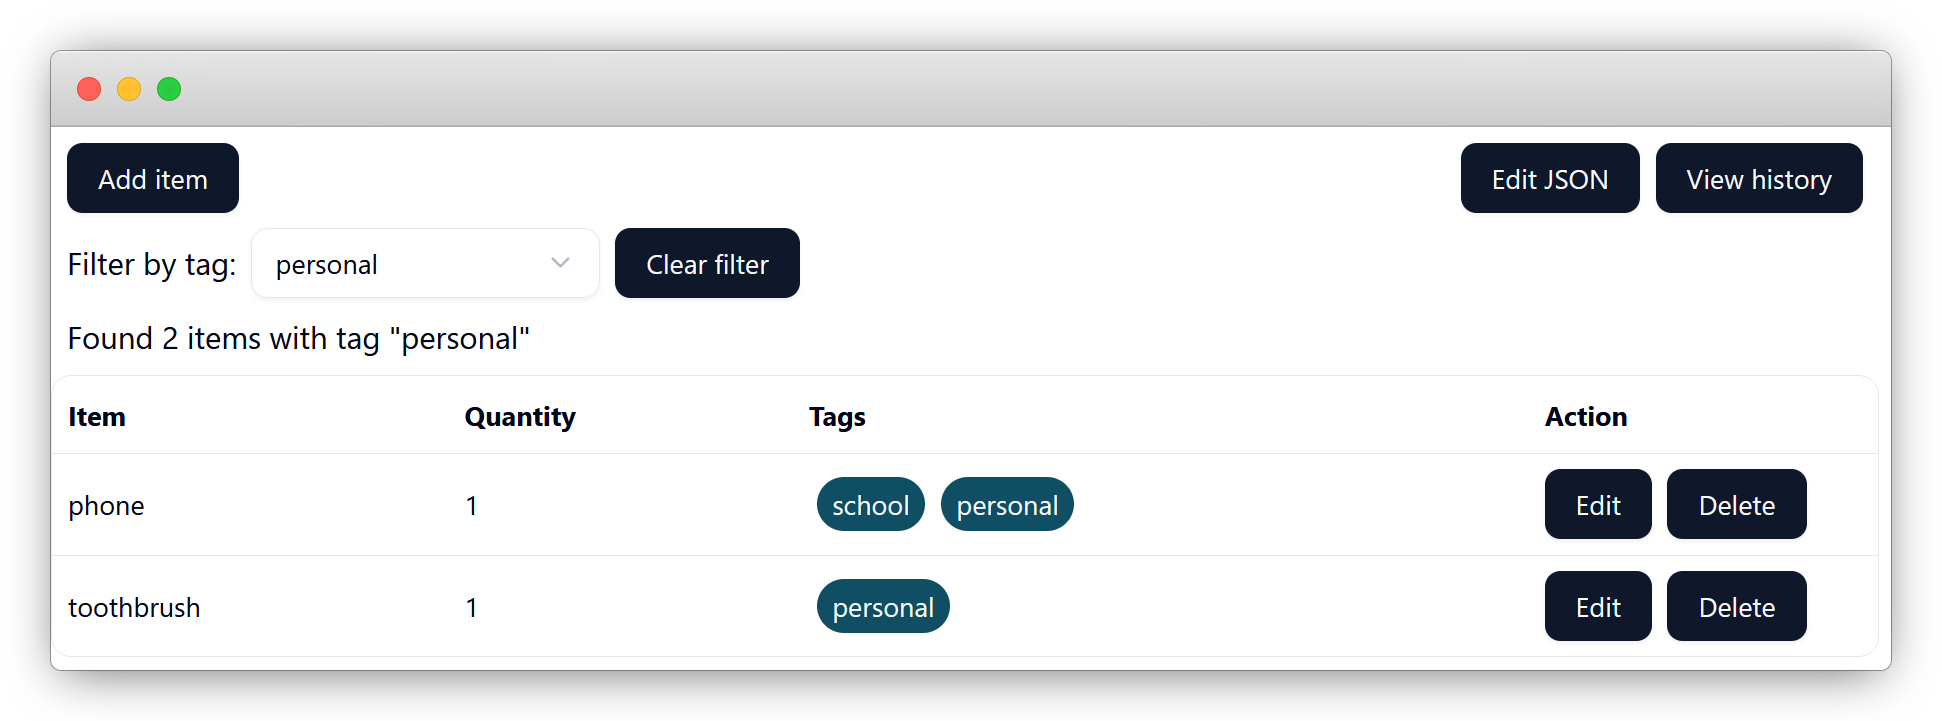 Add item Edit JSON View history
Filter by tag: personal Clear filter
Found 2 items with tag "personal"
Item Quantity Tags Action
phone 1 school personal Edit Delete
toothbrush 1 personal Edit Delete